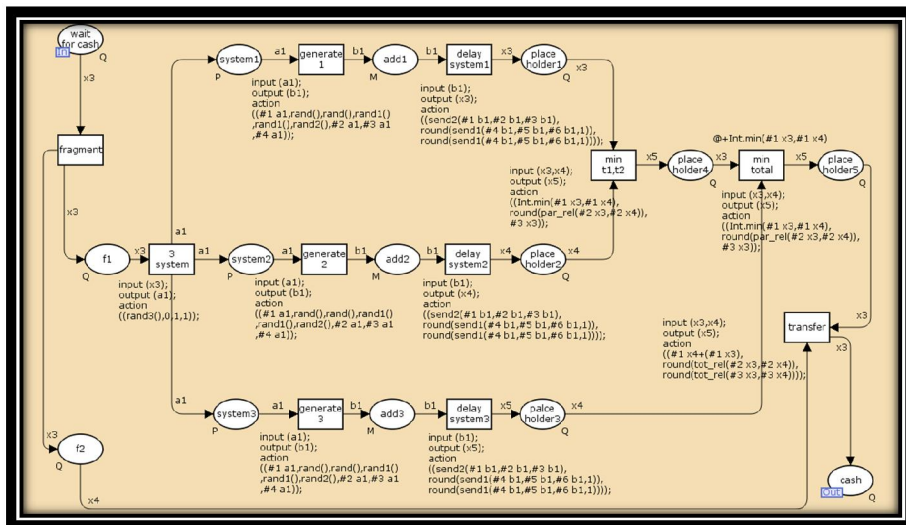 wait
for cash
In
Q
x3
fragment
x3
x3
f1
Q
x3
3
system
input (x3);
output (a1);
action
((rand3(),0,1,1));
a1
a1
a1
system1
P
a1
generate
1
input (a1);
output (b1);
action
((#1 a1,rand(),rand(),rand1()
,rand1(),rand2(),#2 a1,#3 a1
,#4 a1));
b1
add1
M
b1
delay
system1
input (b1);
output (x3);
action
((send2(#1 b1,#2 b1,#3 b1),
round(send1(#4 b1,#5 b1,#6 b1,1)),
round(send1(#4 b1,#5 b1,#6 b1,1))));
x3
place
holder1
Q
x3
system2
P
a1
generate
2
input (a1);
output (b1);
action
((#1 a1,rand(),rand(),rand1()
,rand1(),rand2(),#2 a1,#3 a1
,#4 a1));
b1
add2
M
b1
delay
system2
input (b1);
output (x4);
action
((send2(#1 b1,#2 b1,#3 b1),
round(send1(#4 b1,#5 b1,#6 b1,1)),
round(send1(#4 b1,#5 b1,#6 b1,1))));
x4
place
holder2
Q
x4
min
t1,t2
input (x3,x4);
output (x5);
action
((Int.min(#1 x3,#1 x4),
round(par_rel(#2 x3,#2 x4)),
#3 x3));
x5
place
holder4
Q
x3
@+Int.min(#1 x3,#1 x4)
min
total
input (x3,x4);
output (x5);
action
((Int.min(#1 x3,#1 x4),
round(par_rel(#2 x3,#2 x4)),
#3 x3));
x5
place
holder5
Q
x3
transfer
input (x3,x4);
output (x5);
action
((#1 x4+(#1 x3),
round(tot_rel(#2 x3,#2 x4)),
round(tot_rel(#3 x3,#3 x4))));
x3
system3
P
a1
generate
3
input (a1);
output (b1);
action
((#1 a1,rand(),rand(),rand1()
,rand1(),rand2(),#2 a1,#3 a1
,#4 a1));
b1
add3
M
b1
delay
system3
input (b1);
output (x5);
action
((send2(#1 b1,#2 b1,#3 b1),
round(send1(#4 b1,#5 b1,#6 b1,1)),
round(send1(#4 b1,#5 b1,#6 b1,1))));
x5
palce
holder3
Q
x4
x3
f2
Q
x4
cash
Out
Q